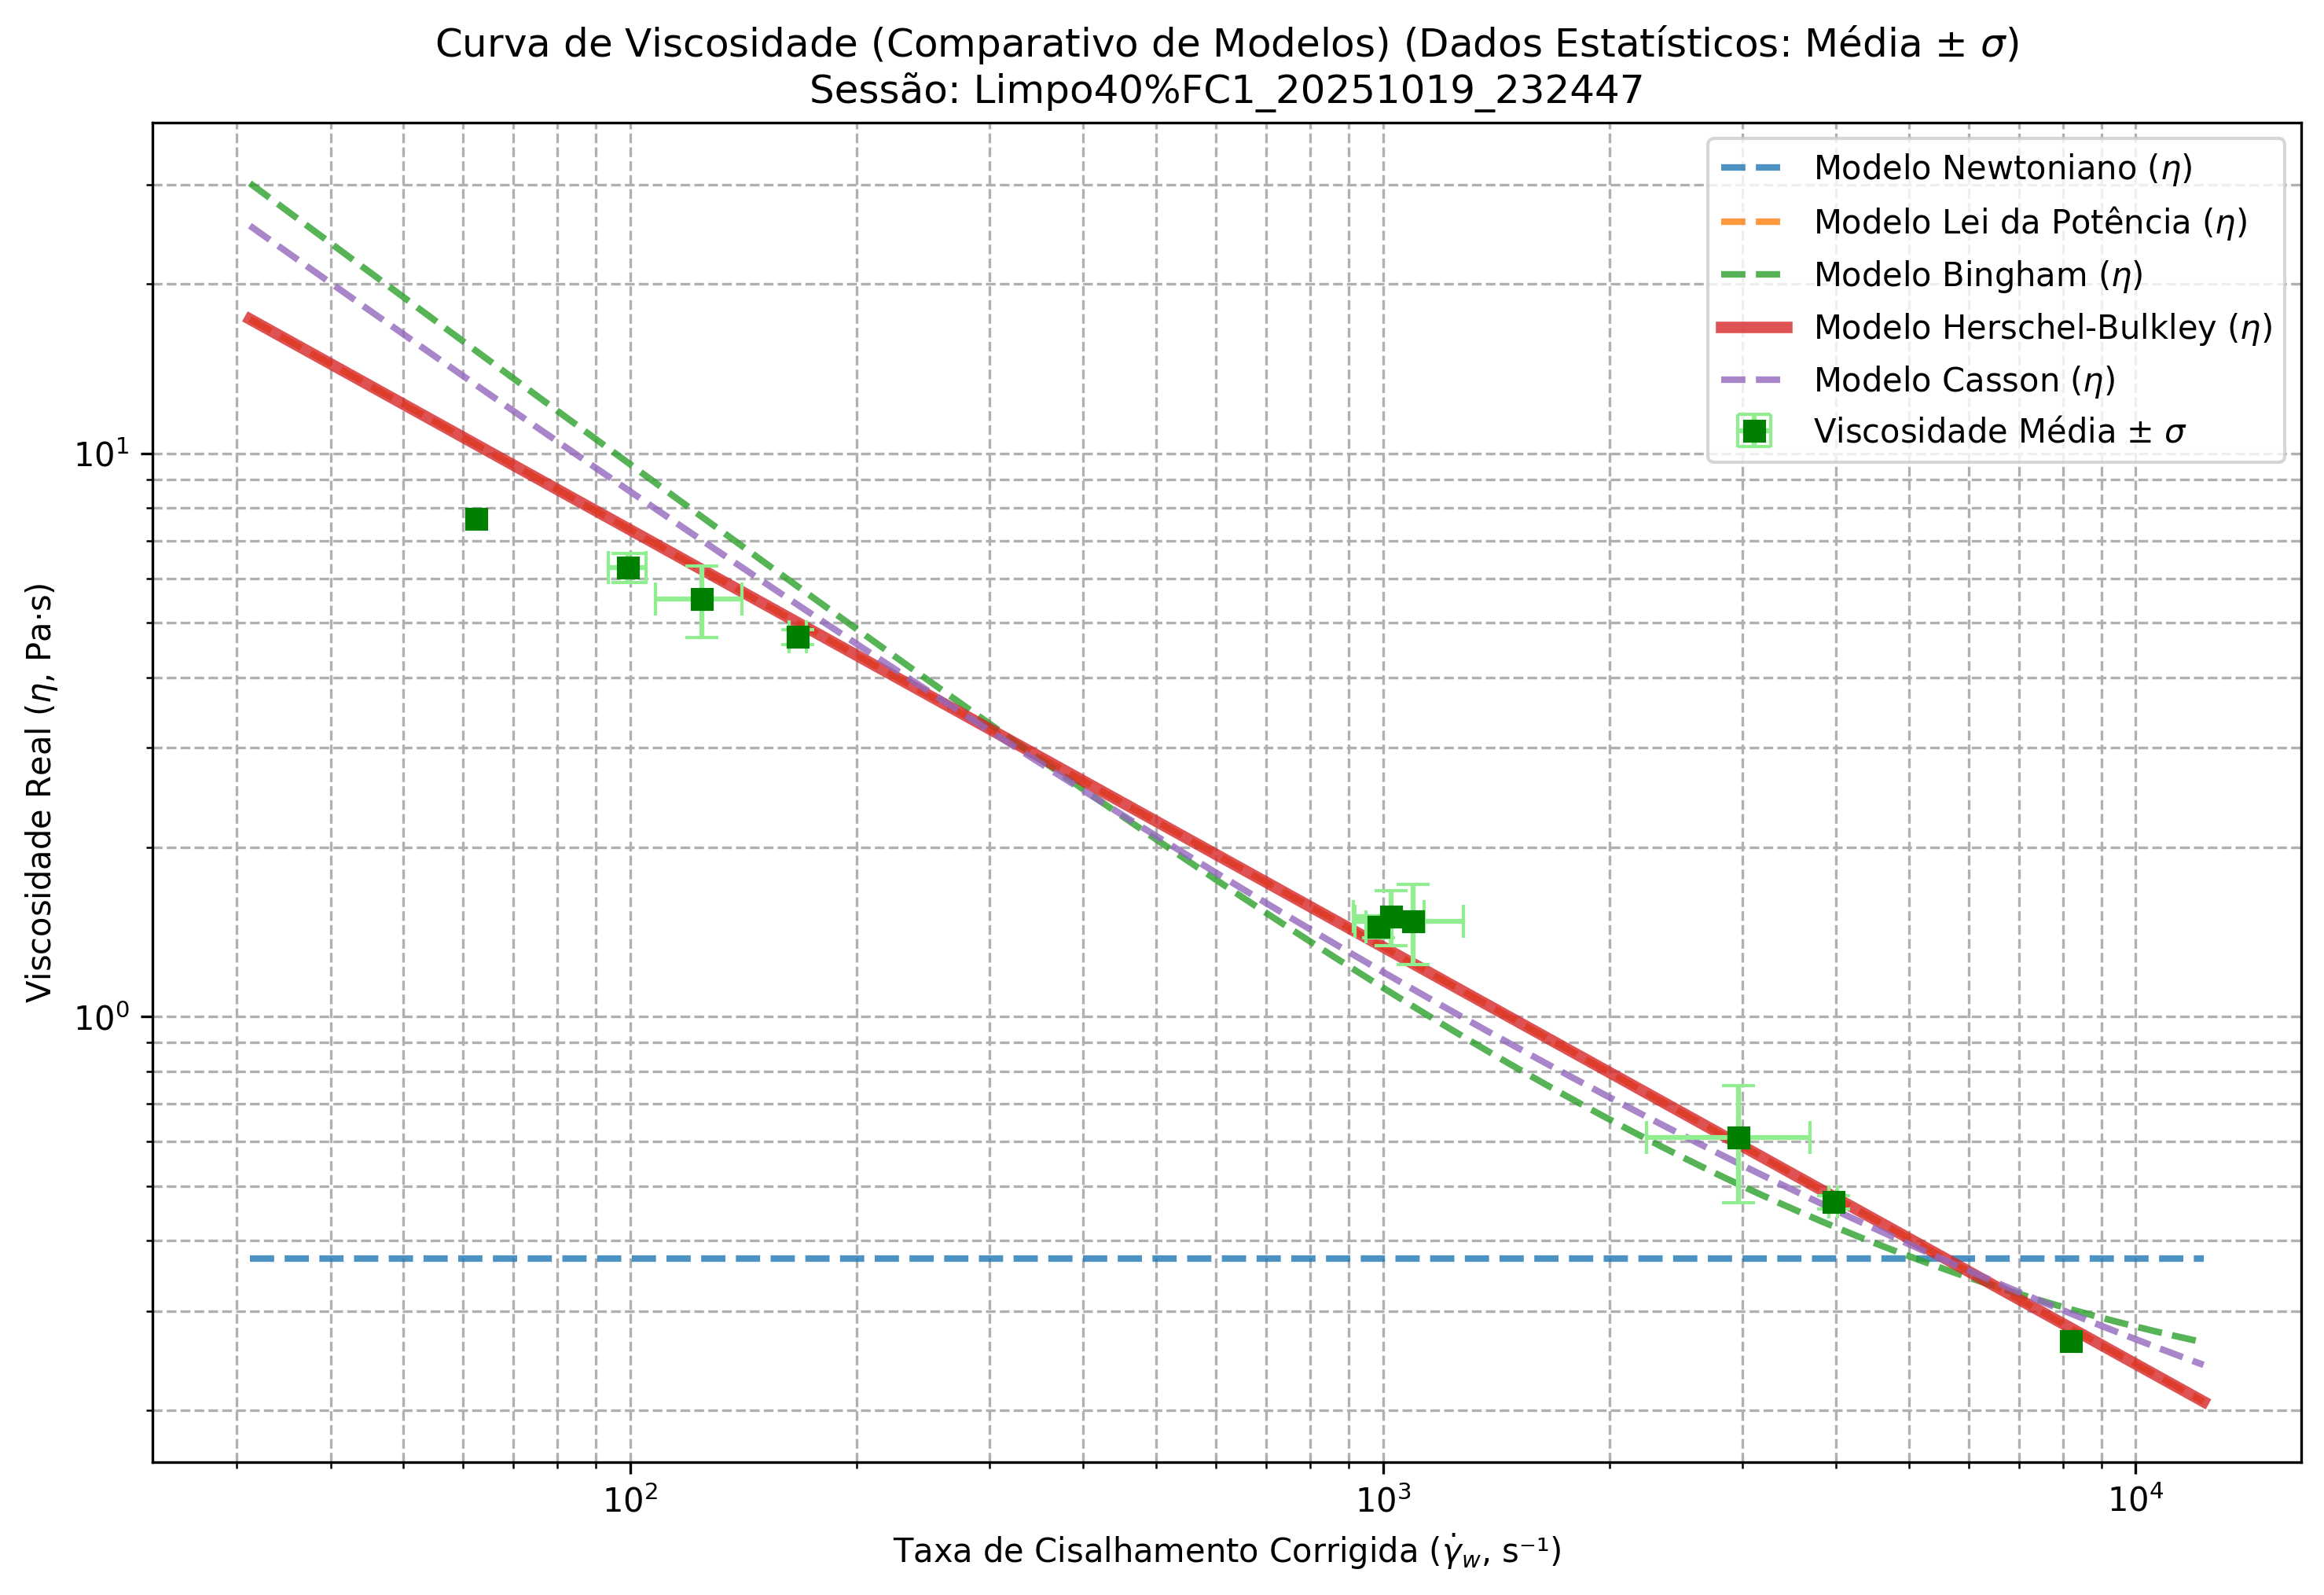 Curva de Viscosidade (Comparativo de Modelos) (Dados Estatísticos: Média ± σ)
Sessão: Limpo40%FC1_20251019_232447
Modelo Newtoniano (η)
Modelo Lei da Potência (η)
Modelo Bingham (η)
Modelo Herschel-Bulkley (η)
Modelo Casson (η)
Viscosidade Média ± σ
Viscosidade Real (η, Pa·s)
10¹
10⁰
10²
10³
10⁴
Taxa de Cisalhamento Corrigida (γ̇w, s⁻¹)